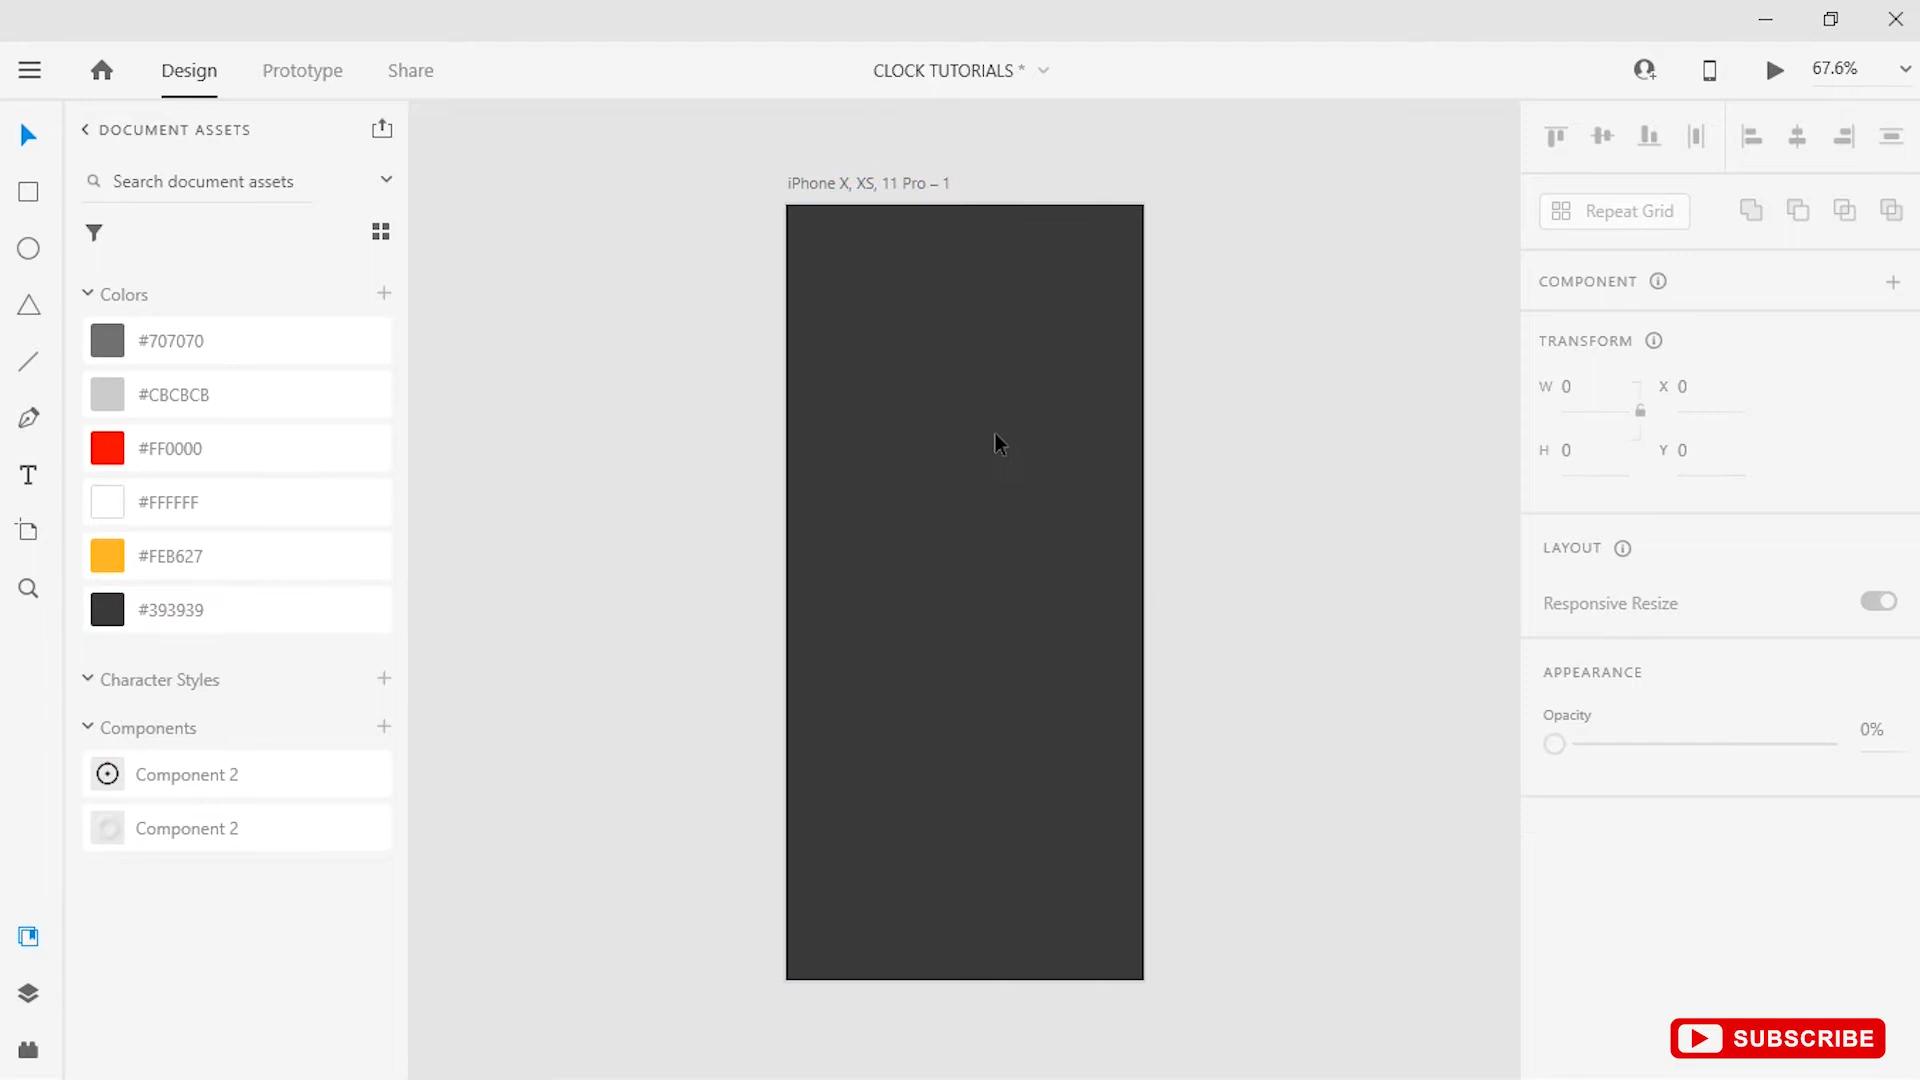 Design
Prototype
Share
CLOCK TUTORIALS *
67.6%
DOCUMENT ASSETS
Search document assets
Colors
#707070
#CBCBCB
#FF0000
#FFFFFF
#FEB627
#393939
Character Styles
Components
Component 2
Component 2
iPhone X, XS, 11 Pro – 1
Repeat Grid
COMPONENT
TRANSFORM
W 0
X 0
H 0
Y 0
LAYOUT
Responsive Resize
APPEARANCE
Opacity
0%
SUBSCRIBE